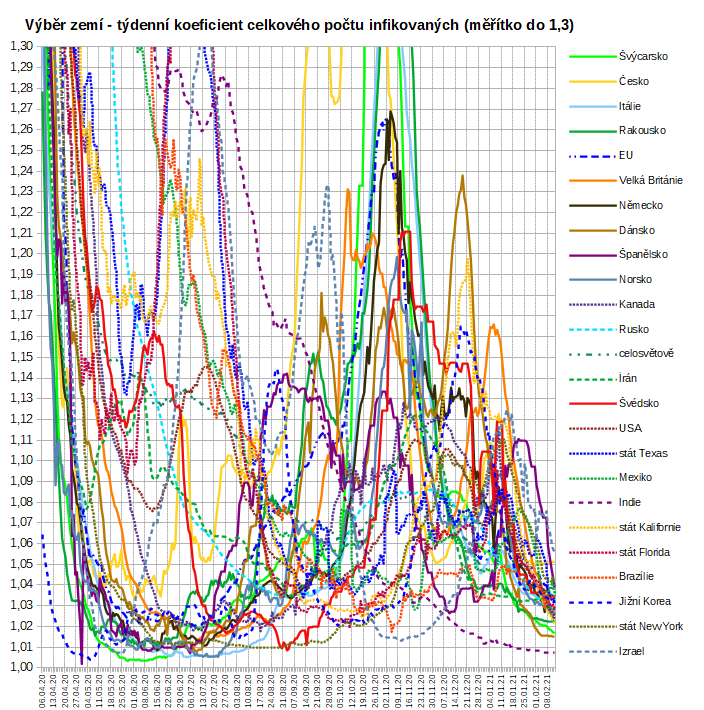 Výběr zemí - týdenní koeficient celkového počtu infikovaných (měřítko do 1,3)
1,30
1,29
1,28
1,27
1,26
1,25
1,24
1,23
1,22
1,21
1,20
1,19
1,18
1,17
1,16
1,15
1,14
1,13
1,12
1,11
1,10
1,09
1,08
1,07
1,06
1,05
1,04
1,03
1,02
1,01
1,00
Švýcarsko
Česko
Itálie
Rakousko
EU
Velká Británie
Německo
Dánsko
Španělsko
Norsko
Kanada
Rusko
celosvětově
Írán
Švédsko
USA
stát Texas
Mexiko
Indie
stát Kalifornie
stát Florida
Brazílie
Jižní Korea
stát New York
Izrael
06.04.20
13.04.20
20.04.20
27.04.20
04.05.20
11.05.20
18.05.20
25.05.20
01.06.20
08.06.20
15.06.20
22.06.20
29.06.20
06.07.20
13.07.20
20.07.20
27.07.20
03.08.20
10.08.20
17.08.20
24.08.20
31.08.20
07.09.20
14.09.20
21.09.20
28.09.20
05.10.20
12.10.20
19.10.20
26.10.20
02.11.20
09.11.20
16.11.20
23.11.20
30.11.20
07.12.20
14.12.20
21.12.20
28.12.20
04.01.21
11.01.21
18.01.21
25.01.21
01.02.21
08.02.21